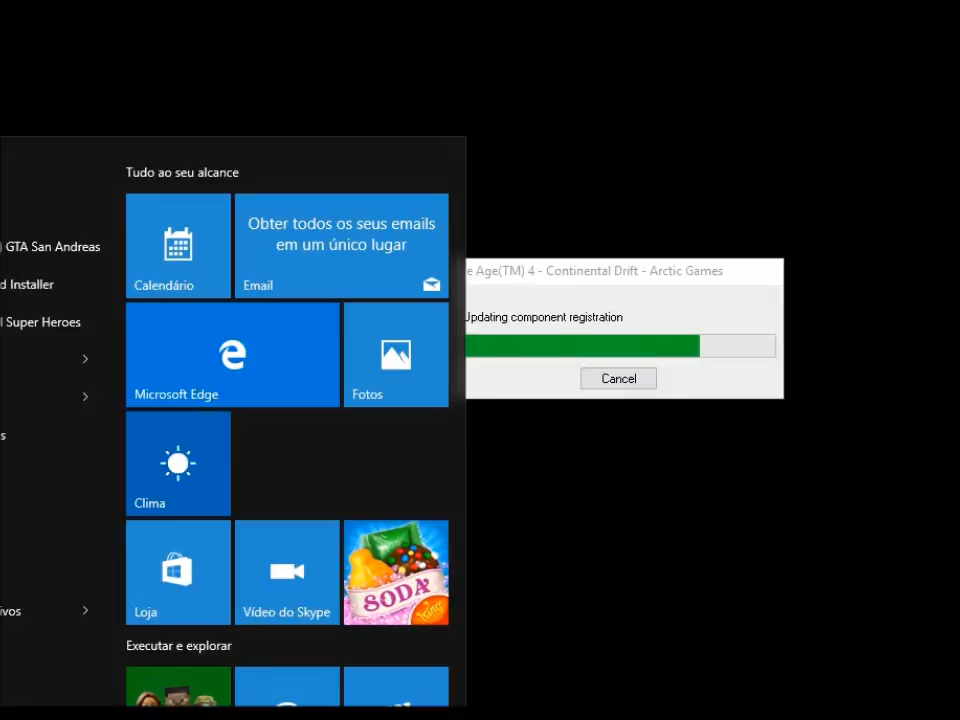 Tudo ao seu alcance
GTA San Andreas
d Installer
l Super Heroes
s
ivos
Calendário
Obter todos os seus emails
em um único lugar
Email
Microsoft Edge
Fotos
Clima
Loja
Vídeo do Skype
SODA
King
Executar e explorar
e Age(TM) 4 - Continental Drift - Arctic Games
Updating component registration
Cancel